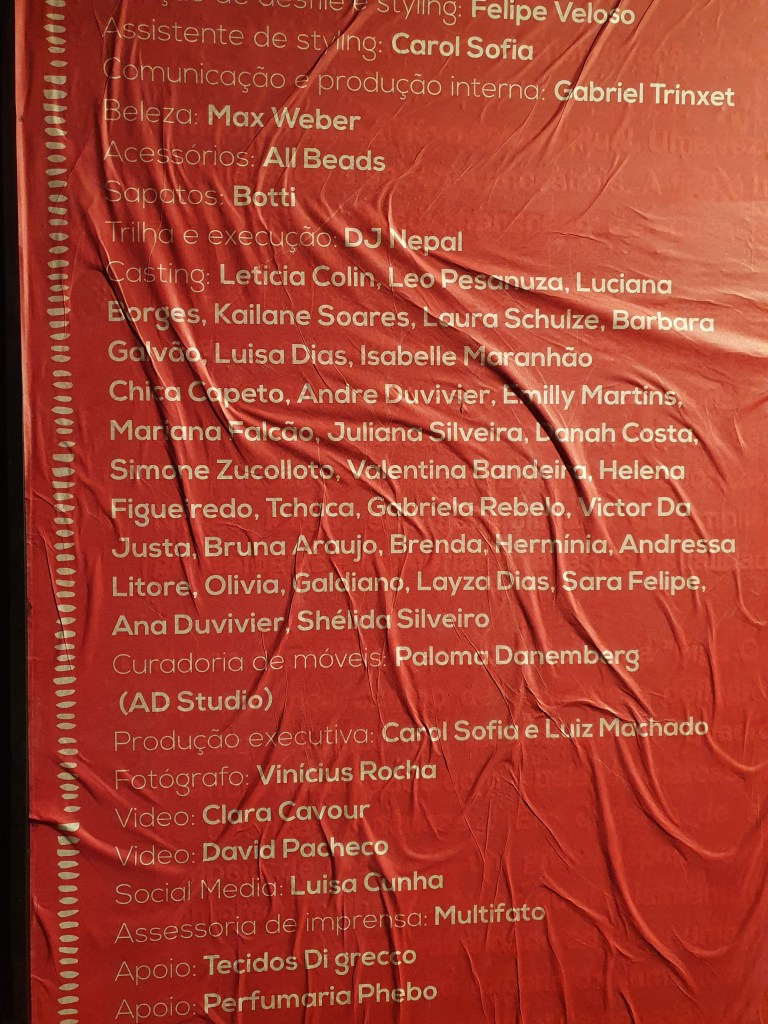 de desfile e styling: Felipe Veloso
Assistente de styling: Carol Sofia
Comunicação e produção interna: Gabriel Trinxet
Beleza: Max Weber
Acessórios: All Beads
Sapatos: Botti
Trilha e execução: DJ Nepal
Casting: Leticia Colin, Leo Pesanuza, Luciana
Borges, Kailane Soares, Laura Schulze, Barbara
Galvão, Luisa Dias, Isabelle Maranhão
Chica Capeto, Andre Duvivier, Emilly Martins,
Mariana Falcão, Juliana Silveira, Danah Costa,
Simone Zucolloto, Valentina Bandeira, Helena
Figueiredo, Tchaca, Gabriela Rebelo, Victor Da
Justa, Bruna Araujo, Brenda, Hermínia, Andressa
Litore, Olivia, Galdiano, Layza Dias, Sara Felipe,
Ana Duvivier, Shélida Silveiro
Curadoria de móveis: Paloma Danemberg
(AD Studio)
Produção executiva: Carol Sofia e Luiz Machado
Fotógrafo: Vinícius Rocha
Video: Clara Cavour
Video: David Pacheco
Social Media: Luisa Cunha
Assessoria de imprensa: Multifato
Apoio: Tecidos Di grecco
Apoio: Perfumaria Phebo